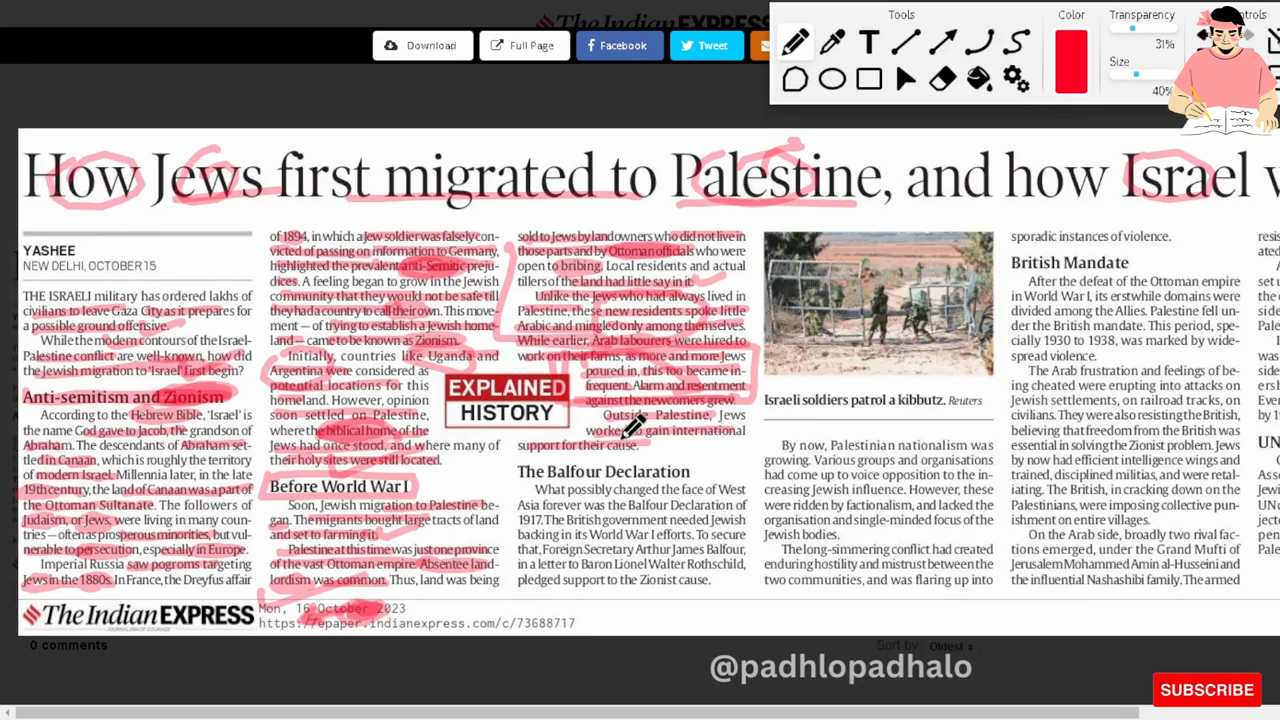 The Indian EXPRESS
Download
Full Page
Facebook
Tweet
Tools
Color
Transparency
31%
Size
40%
How Jews first migrated to Palestine, and how Israel
YASHEE
NEW DELHI, OCTOBER 15
THE ISRAELI military has ordered lakhs of
civilians to leave Gaza City as it prepares for
a possible ground offensive.
While the modern contours of the Israel-
Palestine conflict are well-known, how did
the Jewish migration to 'Israel' first begin?
Anti-semitism and Zionism
According to the Hebrew Bible, 'Israel' is
the name God gave to Jacob, the grandson of
Abraham. The descendants of Abraham set-
tled in Canaan, which is roughly the territory
of modern Israel. Millennia later, in the late
19th century, the land of Canaan was a part of
the Ottoman Sultanate. The followers of
Judaism, or Jews, were living in many coun-
tries — often as prosperous minorities, but vul-
nerable to persecution, especially in Europe.
Imperial Russia saw pogroms targeting
Jews in the 1880s. In France, the Dreyfus affair
of 1894, in which a Jew soldier was falsely con-
victed of passing on information to Germany,
highlighted the prevalent anti-Semitic preju-
dices. A feeling began to grow in the Jewish
community that they would not be safe till
they had a country to call their own. This move-
ment — of trying to establish a Jewish home-
land — came to be known as Zionism.
Initially, countries like Uganda and
Argentina were considered as
potential locations for this
homeland. However, opinion
soon settled on Palestine,
where the biblical home of the
Jews had once stood, and where many of
their holy sites were still located.
Before World War I
Soon, Jewish migration to Palestine be-
gan. The migrants bought large tracts of land
and set to farming it.
Palestine at this time was just one province
of the vast Ottoman empire. Absentee land-
lordism was common. Thus, land was being
sold to Jews by landowners who did not live in
those parts and by Ottoman officials who were
open to bribing. Local residents and actual
tillers of the land had little say in it.
Unlike the Jews who had always lived in
Palestine, these new residents spoke little
Arabic and mingled only among themselves.
While earlier, Arab labourers were hired to
work on their farms, as more and more Jews
poured in, this too became in-
frequent. Alarm and resentment
against the newcomers grew.
Outside Palestine, Jews
worked to gain international
support for their cause.
EXPLAINED
HISTORY
The Balfour Declaration
What possibly changed the face of West
Asia forever was the Balfour Declaration of
1917. The British government needed Jewish
backing in its World War I efforts. To secure
that, Foreign Secretary Arthur James Balfour,
in a letter to Baron Lionel Walter Rothschild,
pledged support to the Zionist cause.
Israeli soldiers patrol a kibbutz. Reuters
By now, Palestinian nationalism was
growing. Various groups and organisations
had come up to voice opposition to the in-
creasing Jewish influence. However, these
were ridden by factionalism, and lacked the
organisation and single-minded focus of the
Jewish bodies.
The long-simmering conflict had created
enduring hostility and mistrust between the
two communities, and was flaring up into
sporadic instances of violence.
British Mandate
After the defeat of the Ottoman empire
in World War I, its erstwhile domains were
divided among the Allies. Palestine fell un-
der the British mandate. This period, spe-
cially 1930 to 1938, was marked by wide-
spread violence.
The Arab frustration and feelings of be-
ing cheated were erupting into attacks on
Jewish settlements, on railroad tracks, on
civilians. They were also resisting the British,
believing that freedom from the British was
essential in solving the Zionist problem. Jews
by now had efficient intelligence wings and
trained, disciplined militias, and were retal-
iating. The British, in cracking down on the
Palestinians, were imposing collective pun-
ishment on entire villages.
On the Arab side, broadly two rival fac-
tions emerged, under the Grand Mufti of
Jerusalem Mohammed Amin al-Husseini and
the influential Nashashibi family. The armed
The Indian EXPRESS
Mon, 16 October 2023
https://epaper.indianexpress.com/c/73688717
0 comments
Sort by Oldest
@padhlopadhalo
SUBSCRIBE